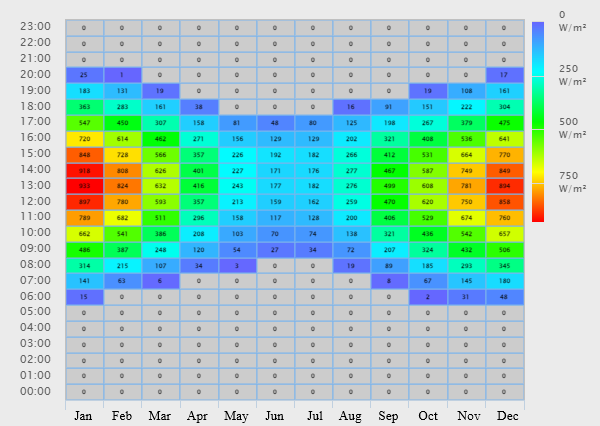 23:00 0 0 0 0 0 0 0 0 0 0 0 0
22:00 0 0 0 0 0 0 0 0 0 0 0 0
21:00 0 0 0 0 0 0 0 0 0 0 0 0
20:00 25 1 0 0 0 0 0 0 0 0 0 17
19:00 183 131 19 0 0 0 0 0 0 19 108 161
18:00 363 283 161 38 0 0 0 16 91 151 222 304
17:00 547 450 307 158 81 48 80 125 198 267 379 475
16:00 720 614 462 271 156 129 129 202 321 408 536 641
15:00 848 728 566 357 226 192 182 266 412 531 664 770
14:00 918 808 626 401 227 171 176 277 467 587 749 849
13:00 933 824 632 416 243 177 182 276 499 608 781 894
12:00 897 780 593 357 213 159 162 259 470 620 750 858
11:00 789 682 511 296 158 117 128 200 406 529 674 760
10:00 662 541 386 208 103 70 74 138 321 436 542 657
09:00 486 387 248 120 54 27 34 72 207 324 432 506
08:00 314 215 107 34 3 0 0 19 89 185 293 345
07:00 141 63 6 0 0 0 0 0 8 67 145 180
06:00 15 0 0 0 0 0 0 0 0 2 31 48
05:00 0 0 0 0 0 0 0 0 0 0 0 0
04:00 0 0 0 0 0 0 0 0 0 0 0 0
03:00 0 0 0 0 0 0 0 0 0 0 0 0
02:00 0 0 0 0 0 0 0 0 0 0 0 0
01:00 0 0 0 0 0 0 0 0 0 0 0 0
00:00 0 0 0 0 0 0 0 0 0 0 0 0
Jan Feb Mar Apr May Jun Jul Aug Sep Oct Nov Dec
0
W/m²
250
W/m²
500
W/m²
750
W/m²